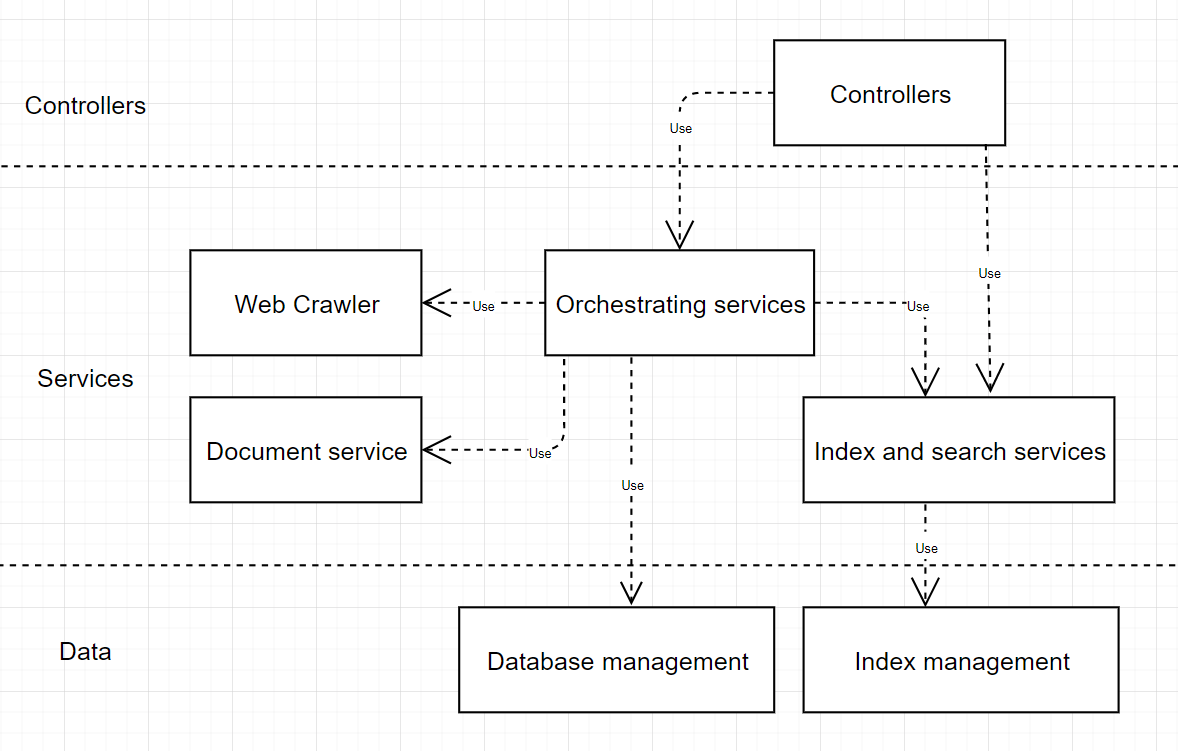 Controllers
Controllers
Use
Use
Web Crawler
Use
Orchestrating services
Use
Services
Document service
Use
Index and search services
Use
Use
Data
Database management
Index management